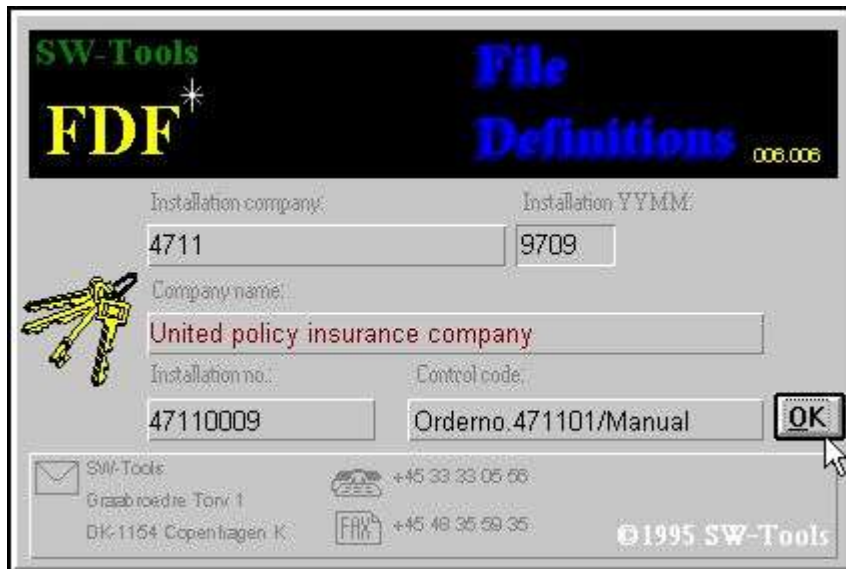 SW-Tools
FDF
File
Definitions
006.006
Installation company:
Installation YYMM:
4711
9709
Company name:
United policy insurance company
Installation no.:
Control code:
47110009
Orderno.471101/Manual
OK
SW-Tools
Graabroedre Torv 1
DK-1154 Copenhagen K
+45 33 33 05 56
FAX
+45 48 35 59 35
©1995 SW-Tools